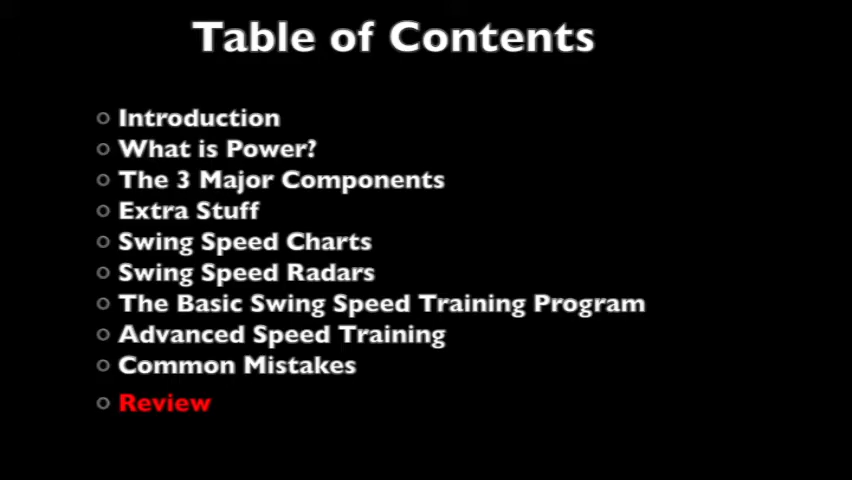 Table of Contents
Introduction
What is Power?
The 3 Major Components
Extra Stuff
Swing Speed Charts
Swing Speed Radars
The Basic Swing Speed Training Program
Advanced Speed Training
Common Mistakes
Review